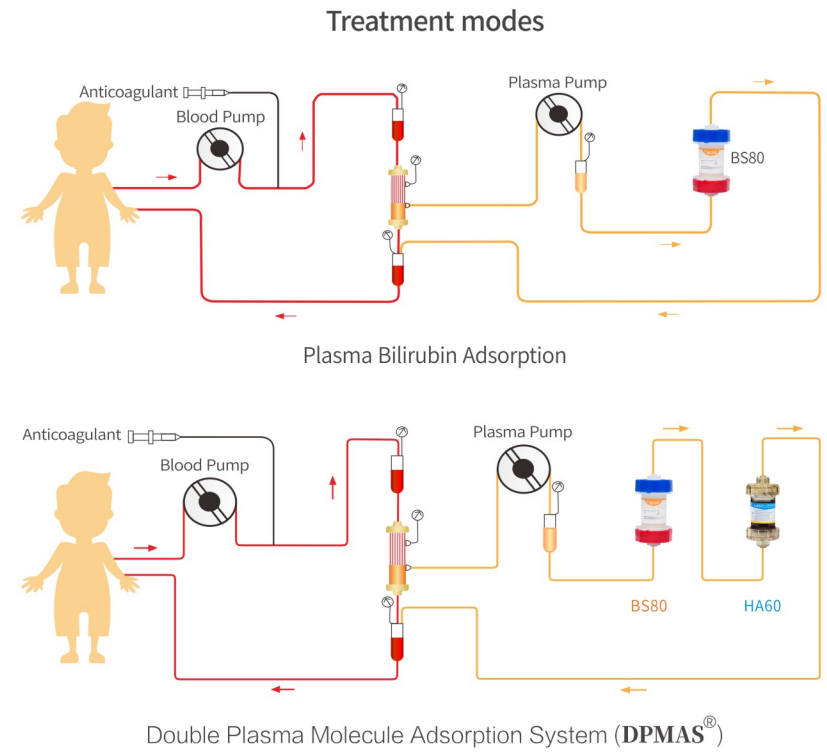 Treatment modes
Anticoagulant
Blood Pump
Plasma Pump
BS80
Plasma Bilirubin Adsorption
Anticoagulant
Blood Pump
Plasma Pump
BS80
HA60
Double Plasma Molecule Adsorption System (DPMAS®)